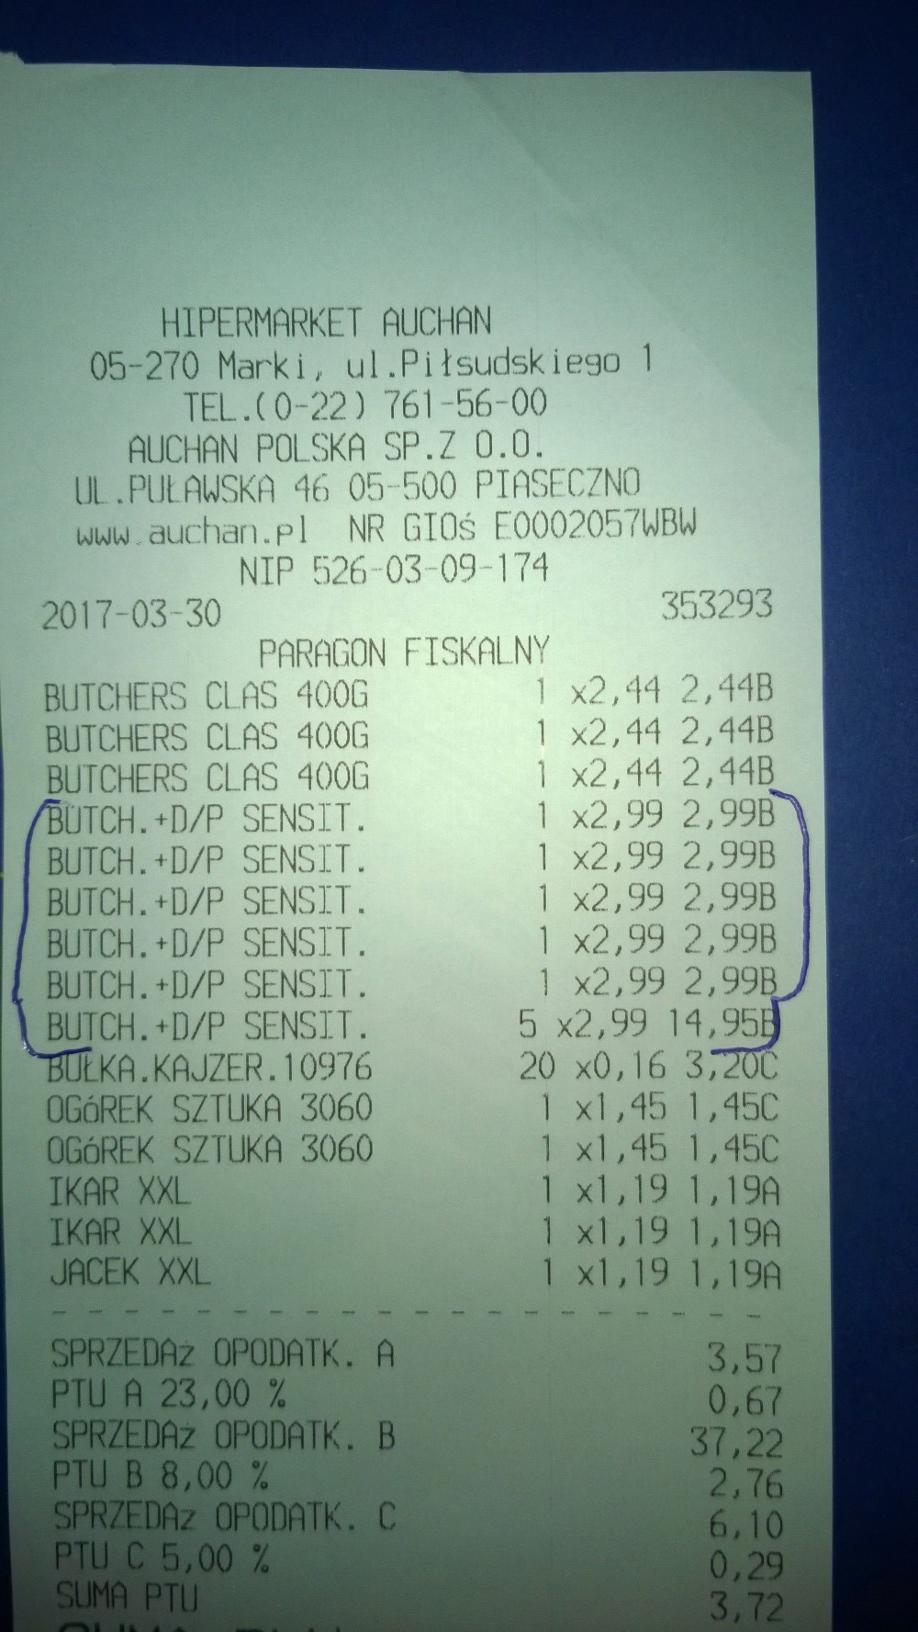 HIPERMARKET AUCHAN
05-270 Marki, ul.Piłsudskiego 1
TEL.(0-22) 761-56-00
AUCHAN POLSKA SP.Z O.O.
UL.PUŁAWSKA 46 05-500 PIASECZNO
www.auchan.pl NR GIOś E0002057WBW
NIP 526-03-09-174
2017-03-30 353293
PARAGON FISKALNY
BUTCHERS CLAS 400G 1 x2,44 2,44B
BUTCHERS CLAS 400G 1 x2,44 2,44B
BUTCHERS CLAS 400G 1 x2,44 2,44B
BUTCH.+D/P SENSIT. 1 x2,99 2,99B
BUTCH.+D/P SENSIT. 1 x2,99 2,99B
BUTCH.+D/P SENSIT. 1 x2,99 2,99B
BUTCH.+D/P SENSIT. 1 x2,99 2,99B
BUTCH.+D/P SENSIT. 1 x2,99 2,99B
BUTCH.+D/P SENSIT. 5 x2,99 14,95B
BUŁKA.KAJZER.10976 20 x0,16 3,20C
OGóREK SZTUKA 3060 1 x1,45 1,45C
OGóREK SZTUKA 3060 1 x1,45 1,45C
IKAR XXL 1 x1,19 1,19A
IKAR XXL 1 x1,19 1,19A
JACEK XXL 1 x1,19 1,19A
SPRZEDAż OPODATK. A 3,57
PTU A 23,00 % 0,67
SPRZEDAż OPODATK. B 37,22
PTU B 8,00 % 2,76
SPRZEDAż OPODATK. C 6,10
PTU C 5,00 % 0,29
SUMA PTU 3,72